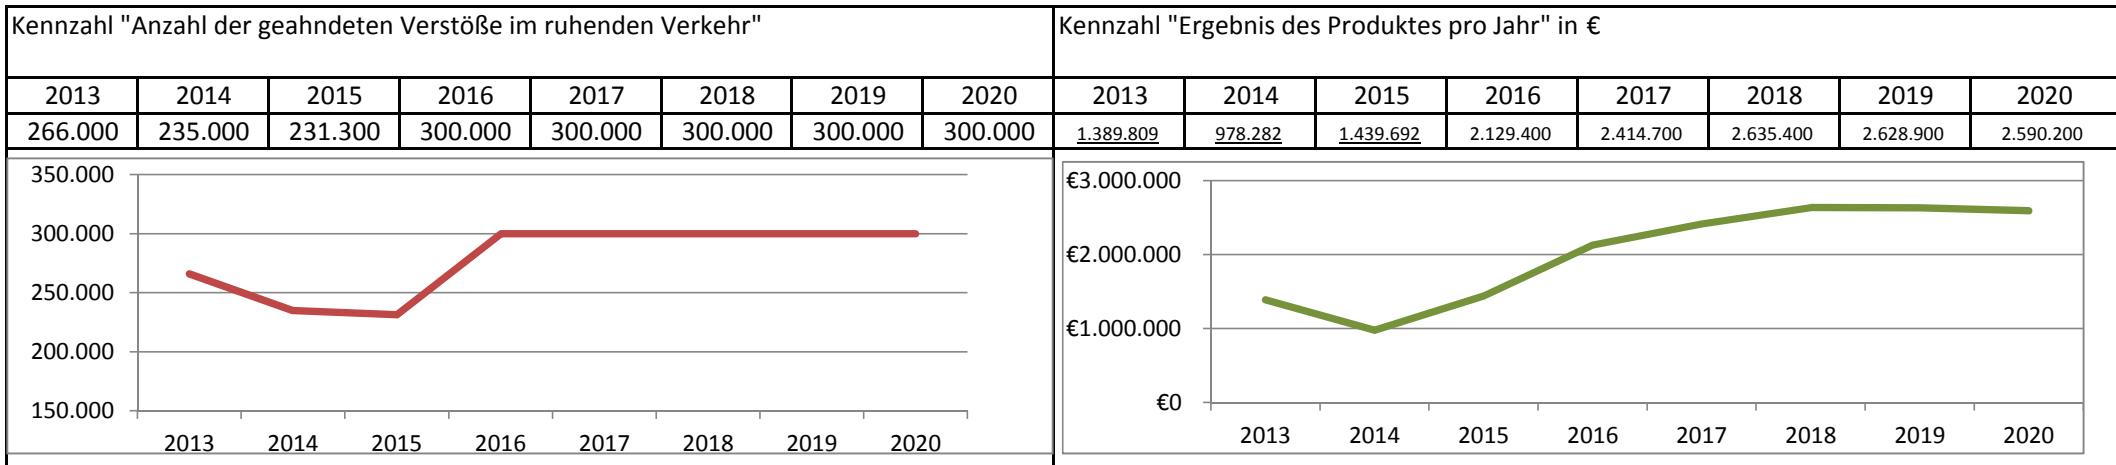 Kennzahl "Anzahl der geahndeten Verstöße im ruhenden Verkehr"
2013 2014 2015 2016 2017 2018 2019 2020
266.000 235.000 231.300 300.000 300.000 300.000 300.000 300.000
350.000
300.000
250.000
200.000
150.000
2013 2014 2015 2016 2017 2018 2019 2020
Kennzahl "Ergebnis des Produktes pro Jahr" in €
2013 2014 2015 2016 2017 2018 2019 2020
1.389.809 978.282 1.439.692 2.129.400 2.414.700 2.635.400 2.628.900 2.590.200
€3.000.000
€2.000.000
€1.000.000
€0
2013 2014 2015 2016 2017 2018 2019 2020